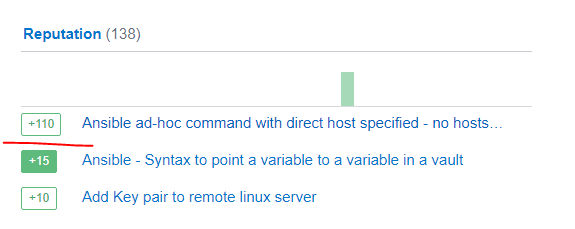 Reputation (138)
+110 Ansible ad-hoc command with direct host specified - no hosts…
+15 Ansible - Syntax to point a variable to a variable in a vault
+10 Add Key pair to remote linux server